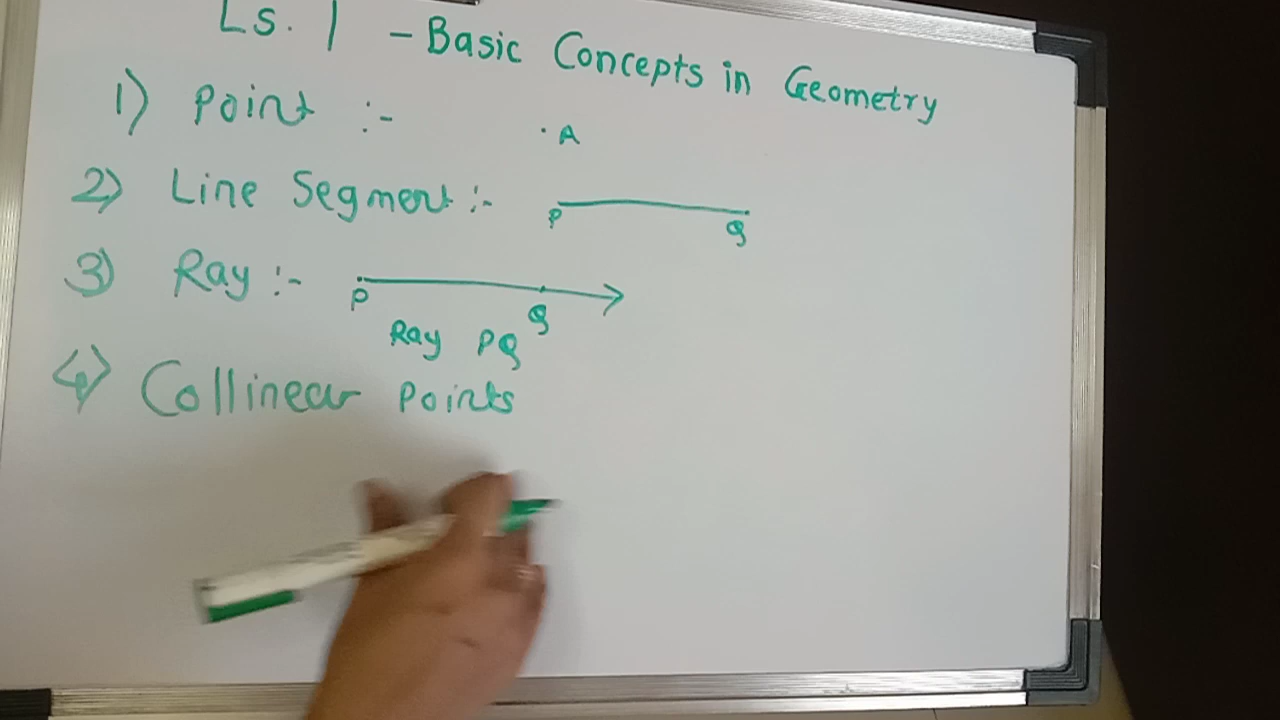 Ls. 1 - Basic Concepts in Geometry
1) Point :- . A
2) Line Segment :- P Q
3) Ray :- P Q
Ray PQ
4) Collinear Points